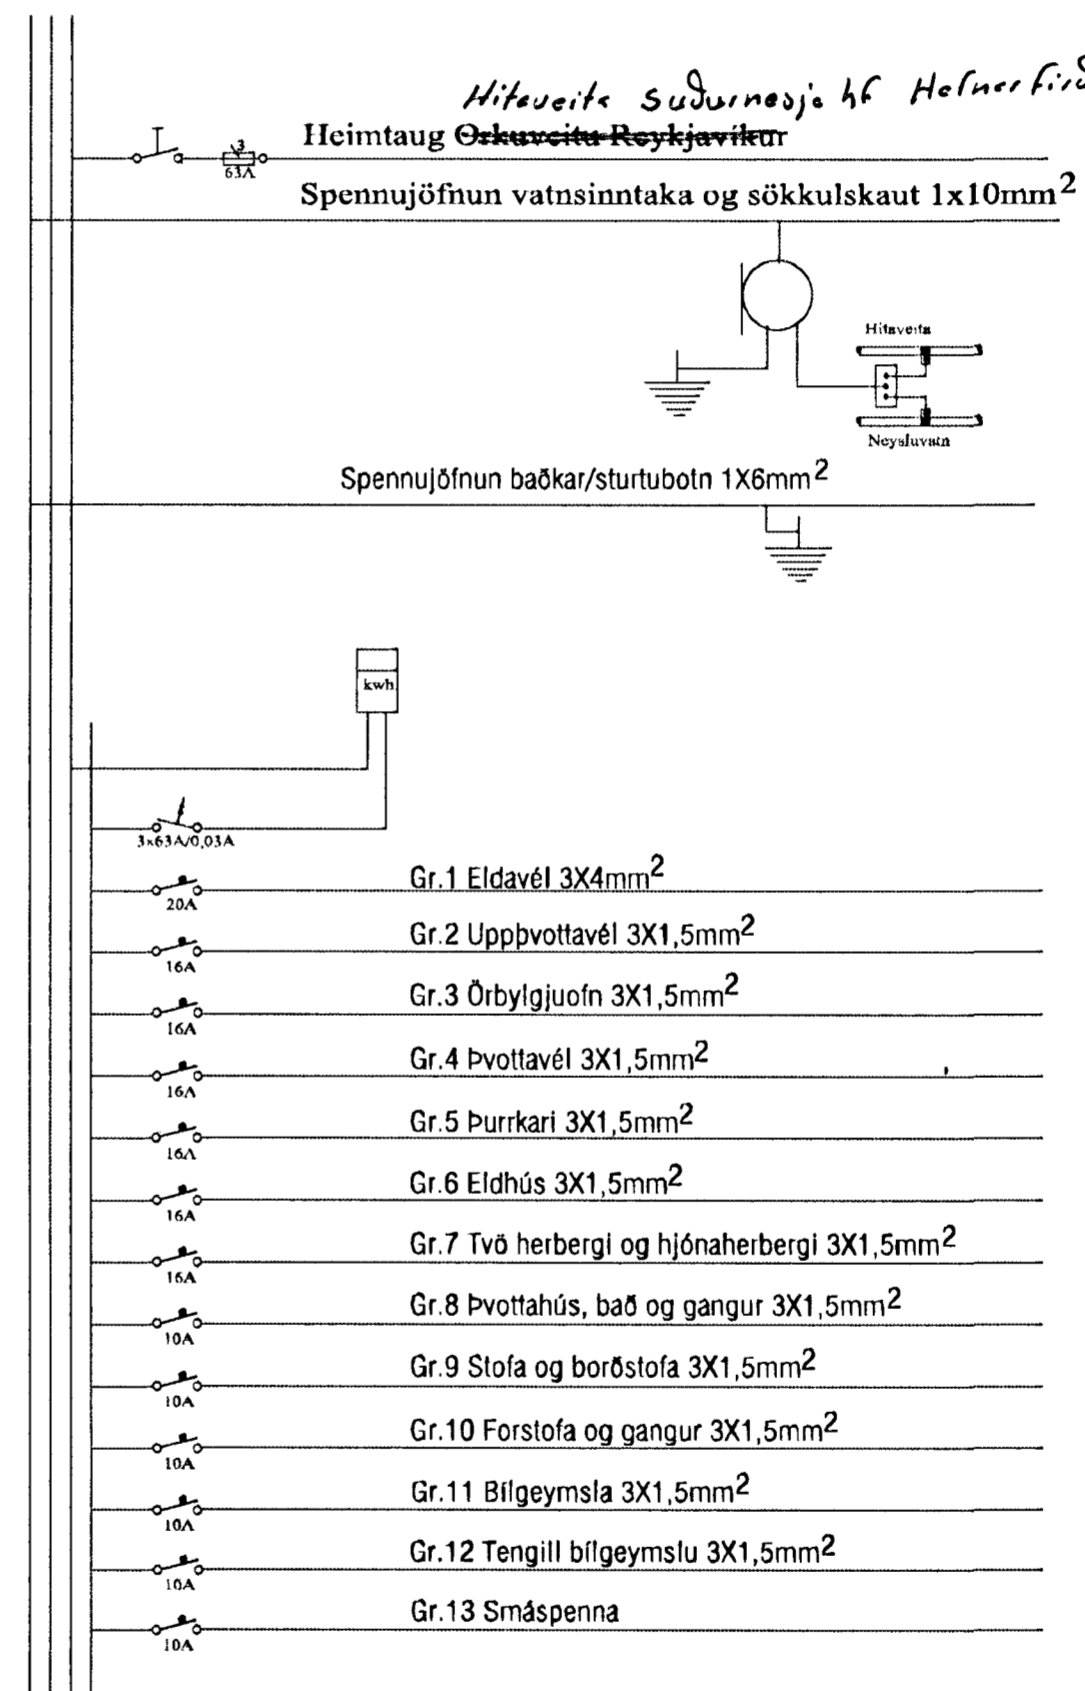 Hitaveita Suðurnesja hf Hafnarfirð
Heimtaug Orkuveitu Reykjavíkur
3
63A
Spennujöfnun vatnsinntaka og sökkulskaut 1x10mm2
Hitaveita
Neysluvatn
Spennujöfnun baðkar/sturtubotn 1X6mm2
kwh
3x63A/0,03A
Gr.1 Eldavél 3X4mm2
20A
Gr.2 Uppþvottavél 3X1,5mm2
16A
Gr.3 Örbylgjuofn 3X1,5mm2
16A
Gr.4 Þvottavél 3X1,5mm2
16A
Gr.5 Þurrkari 3X1,5mm2
16A
Gr.6 Eldhús 3X1,5mm2
16A
Gr.7 Tvö herbergi og hjónaherbergi 3X1,5mm2
16A
Gr.8 Þvottahús, bað og gangur 3X1,5mm2
10A
Gr.9 Stofa og borðstofa 3X1,5mm2
10A
Gr.10 Forstofa og gangur 3X1,5mm2
10A
Gr.11 Bílgeymsla 3X1,5mm2
10A
Gr.12 Tengill bílgeymslu 3X1,5mm2
10A
Gr.13 Smáspenna
10A